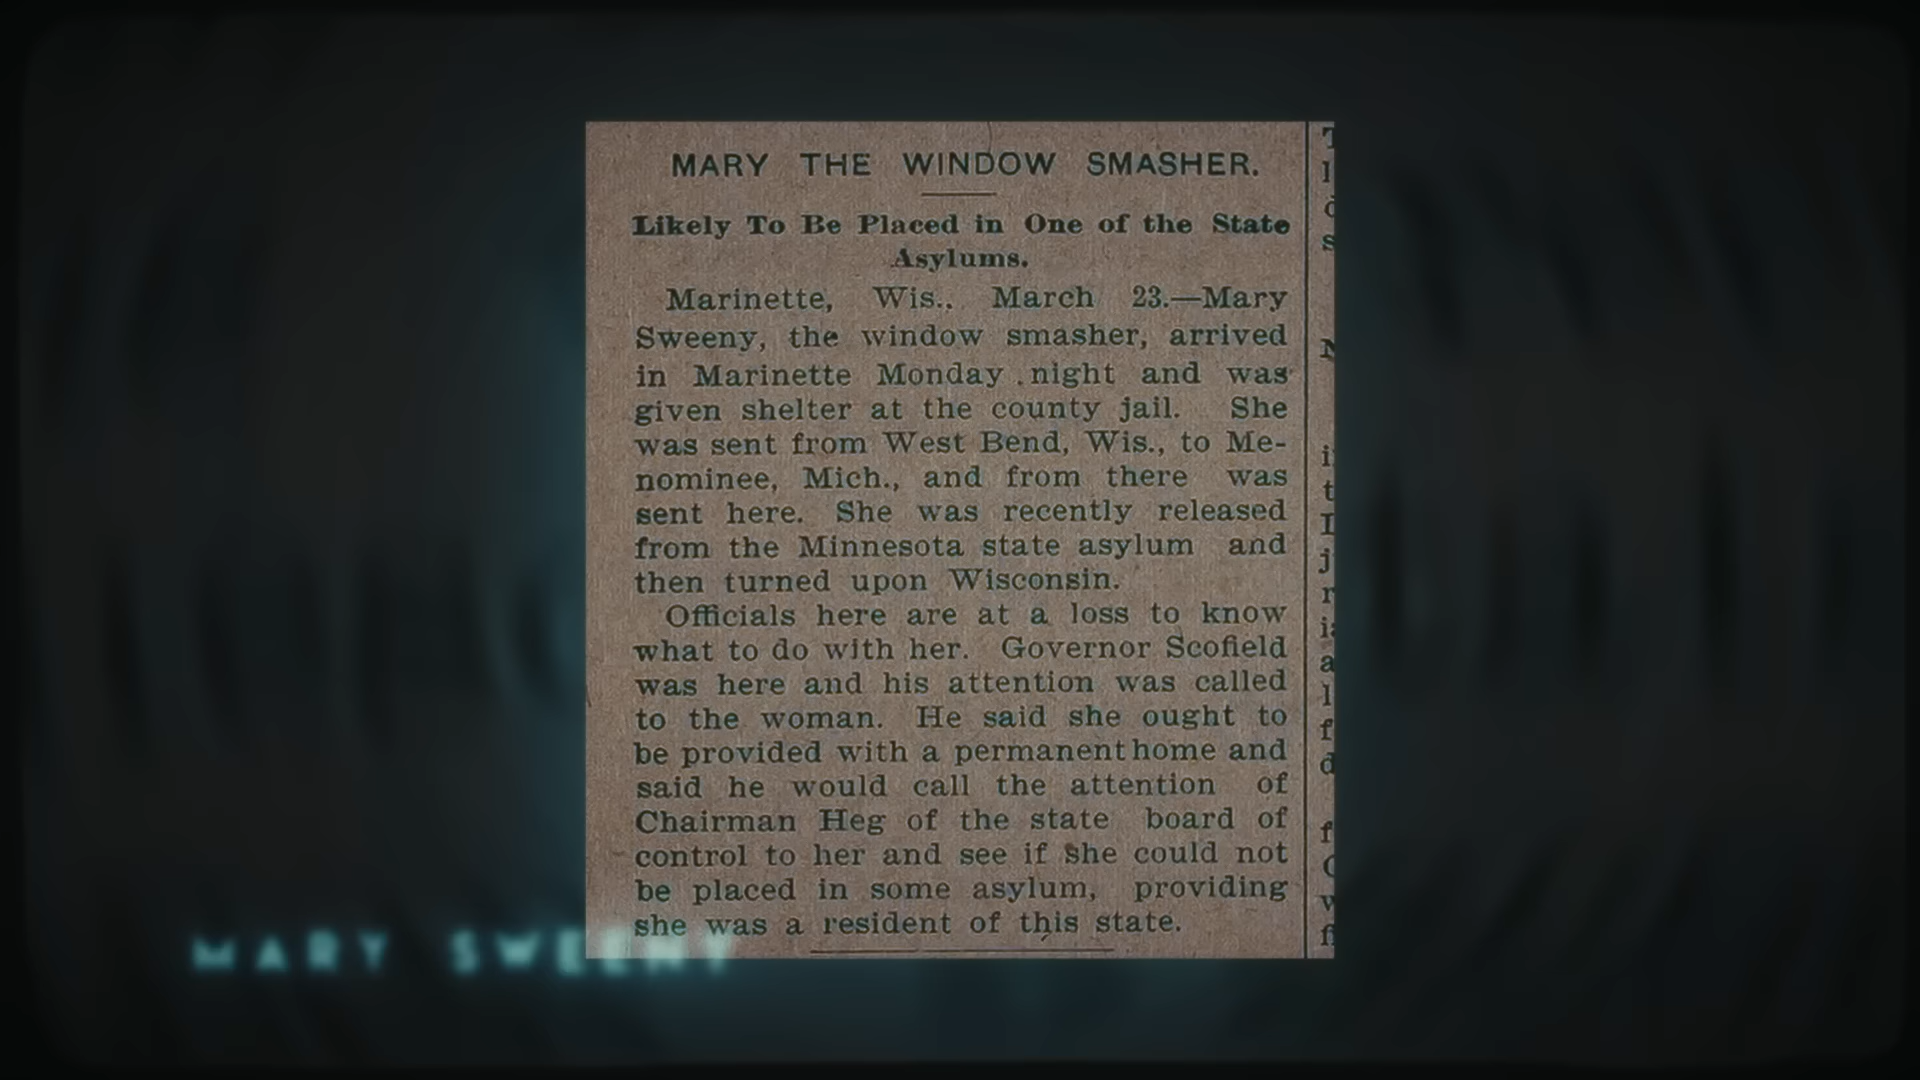 MARY THE WINDOW SMASHER.
Likely To Be Placed in One of the State
Asylums.
Marinette, Wis., March 23.—Mary
Sweeny, the window smasher, arrived
in Marinette Monday night and was
given shelter at the county jail. She
was sent from West Bend, Wis., to Me-
nominee, Mich., and from there was
sent here. She was recently released
from the Minnesota state asylum and
then turned upon Wisconsin.
Officials here are at a loss to know
what to do with her. Governor Scofield
was here and his attention was called
to the woman. He said she ought to
be provided with a permanent home and
said he would call the attention of
Chairman Heg of the state board of
control to her and see if she could not
be placed in some asylum, providing
she was a resident of this state.
MARY SWEENY